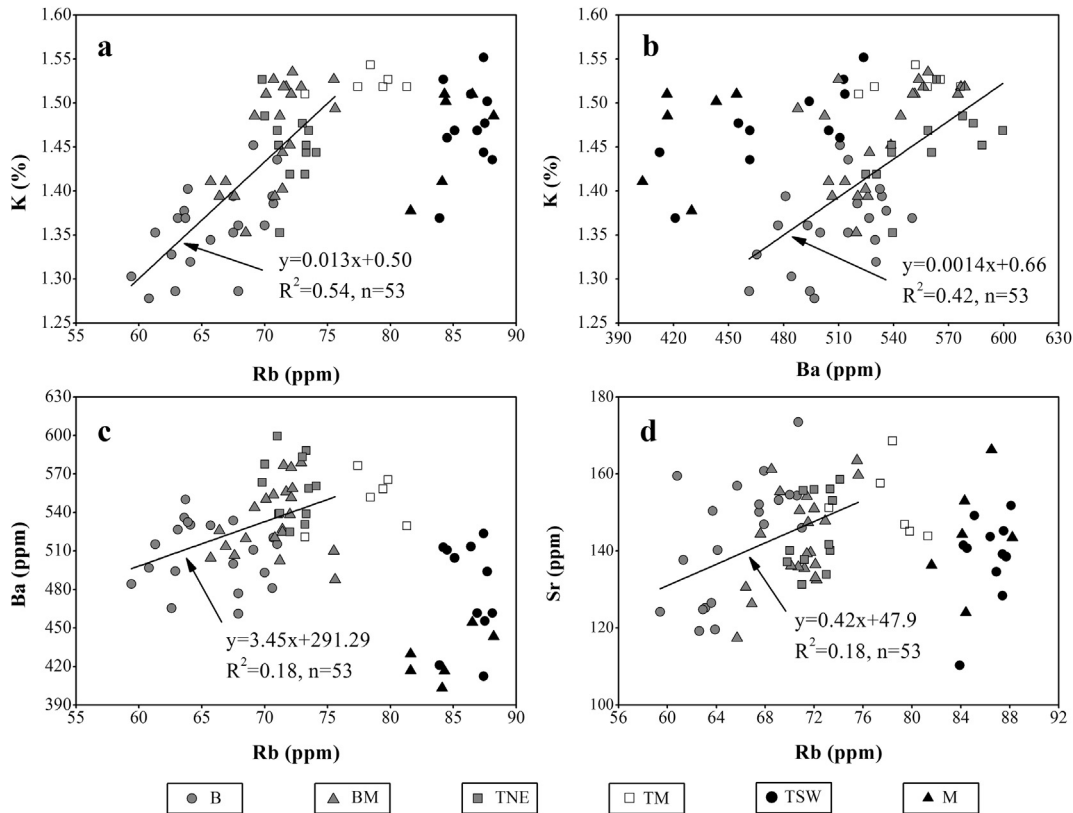 a
1.60
1.55
1.50
1.45
1.40
1.35
1.30
1.25
K (%)
y=0.013x+0.50
R²=0.54, n=53
55 60 65 70 75 80 85 90
Rb (ppm)
b
1.60
1.55
1.50
1.45
1.40
1.35
1.30
1.25
K (%)
y=0.0014x+0.66
R²=0.42, n=53
390 420 450 480 510 540 570 600 630
Ba (ppm)
c
630
600
570
540
510
480
450
420
390
Ba (ppm)
y=3.45x+291.29
R²=0.18, n=53
55 60 65 70 75 80 85 90
Rb (ppm)
d
180
160
140
120
100
Sr (ppm)
y=0.42x+47.9
R²=0.18, n=53
56 60 64 68 72 76 80 84 88 92
Rb (ppm)
B BM TNE TM TSW M